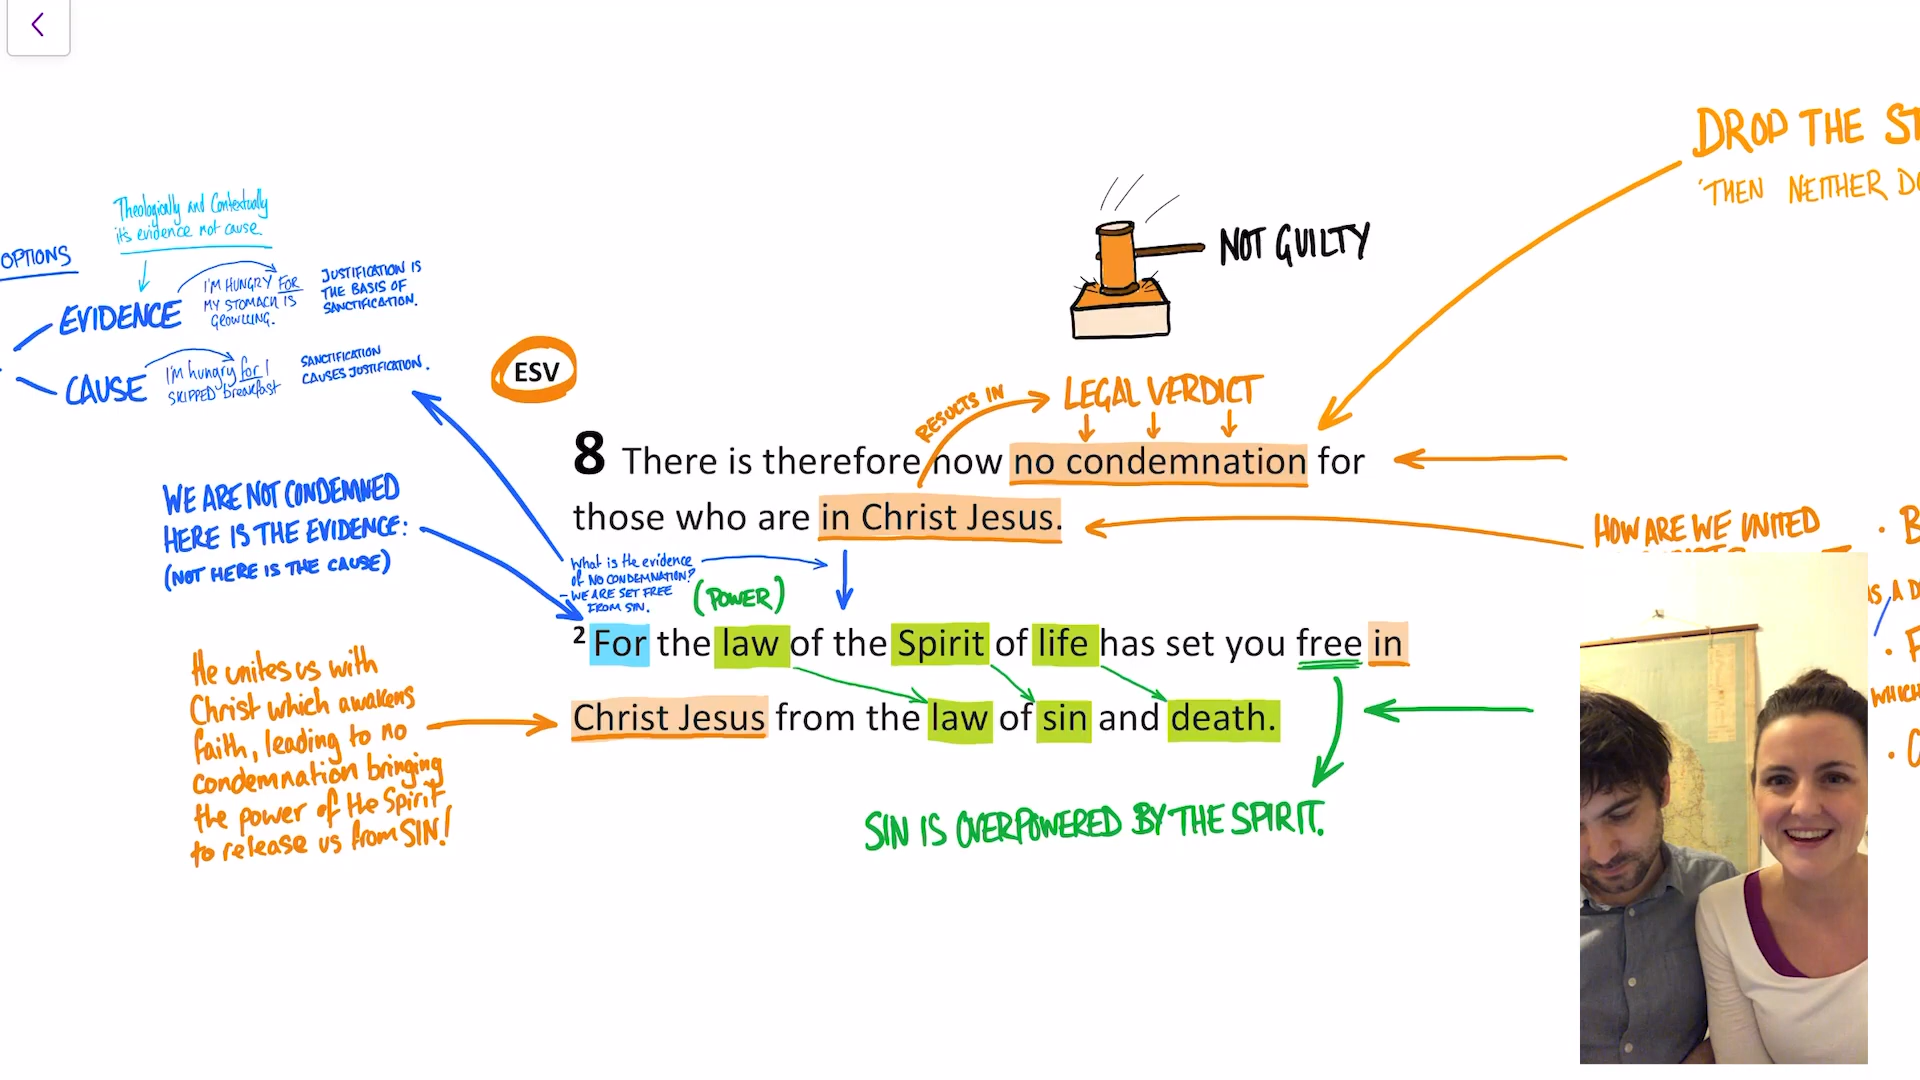 DROP THE
'THEN NEITHER
Theologically and Contextually
it's evidence not cause
OPTIONS
EVIDENCE
I'M HUNGRY FOR
MY STOMACH IS
GROWLING.
JUSTIFICATION IS
THE BASIS OF
SANCTIFICATION.
CAUSE
I'm hungry for I
SKIPPED breakfast
SANCTIFICATION
CAUSES JUSTIFICATION.
NOT GUILTY
ESV
RESULTS IN
LEGAL VERDICT
8 There is therefore now no condemnation for
those who are in Christ Jesus.
WE ARE NOT CONDEMNED
HERE IS THE EVIDENCE:
(NOT HERE IS THE CAUSE)
What is the evidence
of NO CONDEMNATION?
- WE ARE SET FREE
FROM SIN.
(POWER)
2 For the law of the Spirit of life has set you free in
Christ Jesus from the law of sin and death.
He unites us with
Christ which awakens
faith, leading to no
condemnation bringing
the power of the Spirit
to release us from SIN!
SIN IS OVERPOWERED BY THE SPIRIT.
HOW ARE WE UNITED